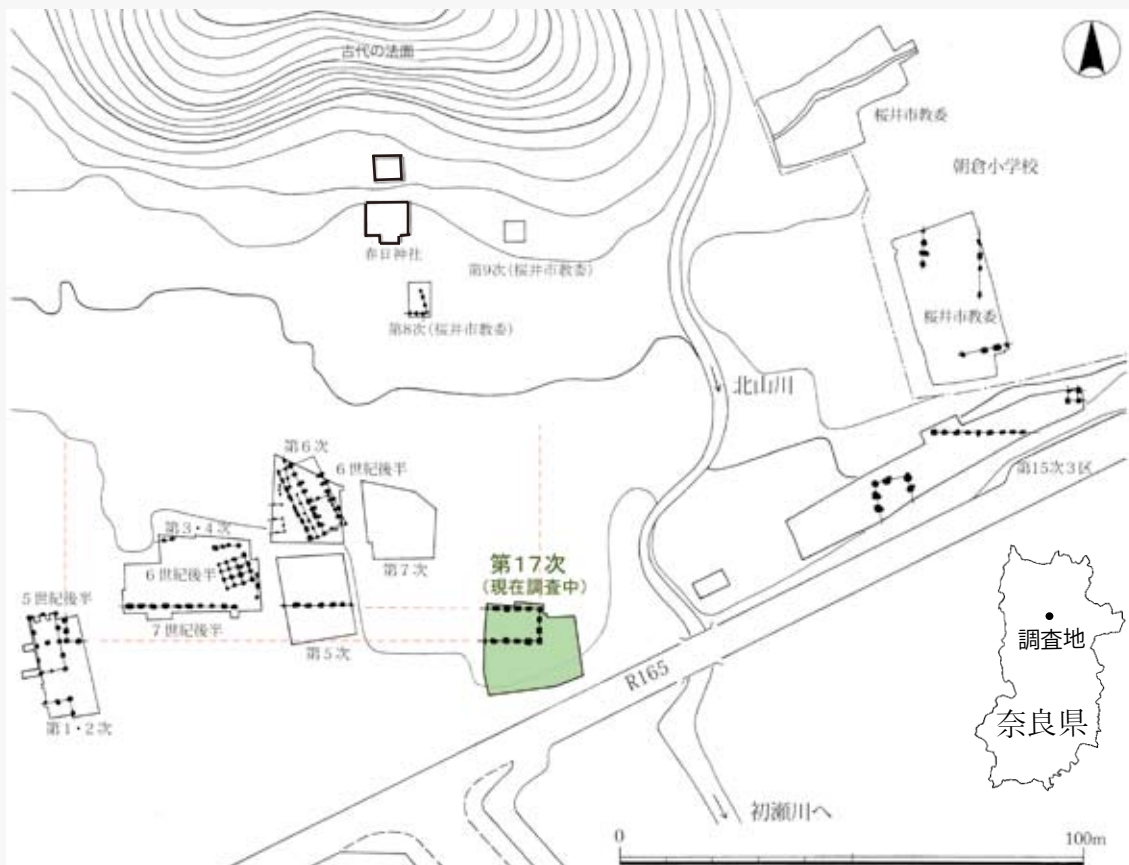 古代の法面
桜井市教委
朝倉小学校
春日神社
第9次(桜井市教委)
第8次(桜井市教委)
桜井市教委
北山川
第6次
6世紀後半
第15次3区
第3・4次
第7次
第17次
(現在調査中)
6世紀後半
5世紀後半
7世紀後半
第5次
調査地
R165
第1・2次
奈良県
初瀬川へ
0
100m